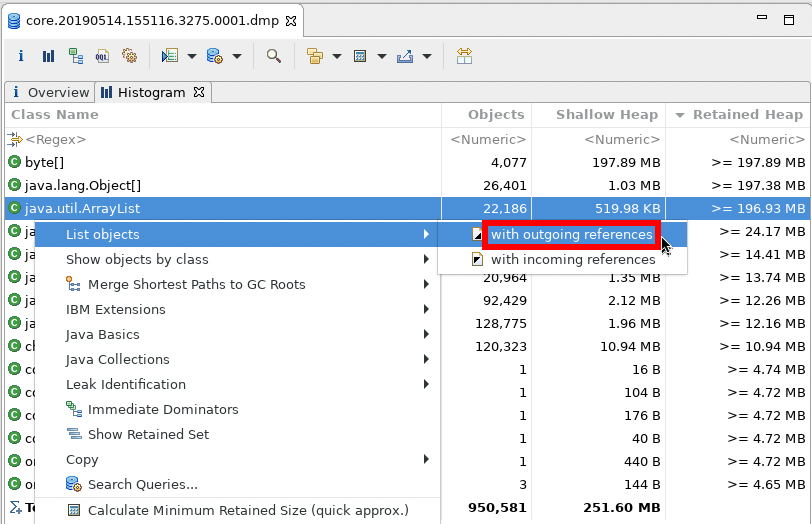 core.20190514.155116.3275.0001.dmp
i OQL
i Overview Histogram
Class Name Objects Shallow Heap Retained Heap
<Regex> <Numeric> <Numeric> <Numeric>
byte[] 4,077 197.89 MB >= 197.89 MB
java.lang.Object[] 26,401 1.03 MB >= 197.38 MB
java.util.ArrayList 22,186 519.98 KB >= 196.93 MB
ja List objects with outgoing references >= 24.17 MB
ja Show objects by class with incoming references >= 14.41 MB
ja Merge Shortest Paths to GC Roots 20,964 1.35 MB >= 13.74 MB
ja IBM Extensions 92,429 2.12 MB >= 12.26 MB
ja Java Basics 128,775 1.96 MB >= 12.16 MB
ch Java Collections 120,323 10.94 MB >= 10.94 MB
co Leak Identification 1 16 B >= 4.74 MB
co Immediate Dominators 1 104 B >= 4.72 MB
co Show Retained Set 1 176 B >= 4.72 MB
co Copy 1 40 B >= 4.72 MB
1 440 B >= 4.72 MB
Search Queries... 3 144 B >= 4.65 MB
950,581 251.60 MB
Calculate Minimum Retained Size (quick approx.)